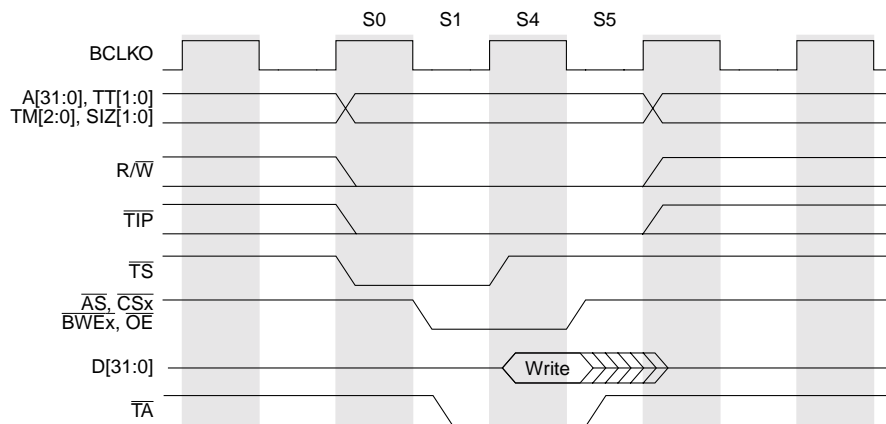 S0 S1 S4 S5
BCLKO
A[31:0], TT[1:0]
TM[2:0], SIZ[1:0]
R/W
TIP
TS
AS, CSx
BWEx, OE
D[31:0]
Write
TA